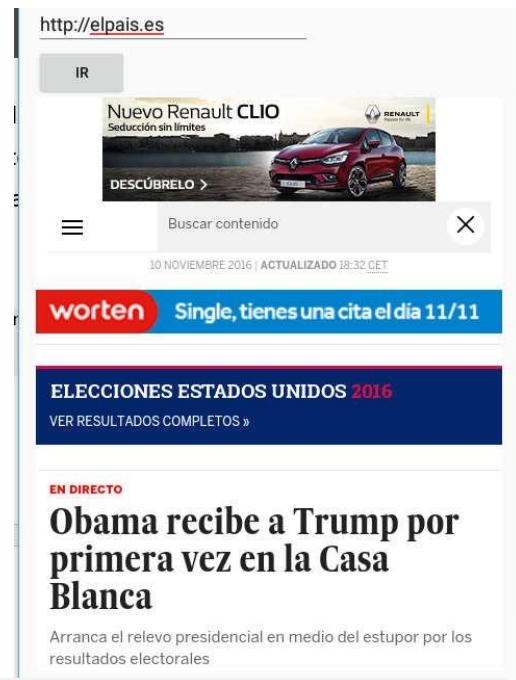 http://elpais.es
IR
Nuevo Renault CLIO
Seducción sin límites
RENAULT
DESCÚBRELO >
Buscar contenido
10 NOVIEMBRE 2016 | ACTUALIZADO 18:32 CET
worten Single, tienes una cita el día 11/11
ELECCIONES ESTADOS UNIDOS 2016
VER RESULTADOS COMPLETOS »
EN DIRECTO
Obama recibe a Trump por
primera vez en la Casa
Blanca
Arranca el relevo presidencial en medio del estupor por los
resultados electorales